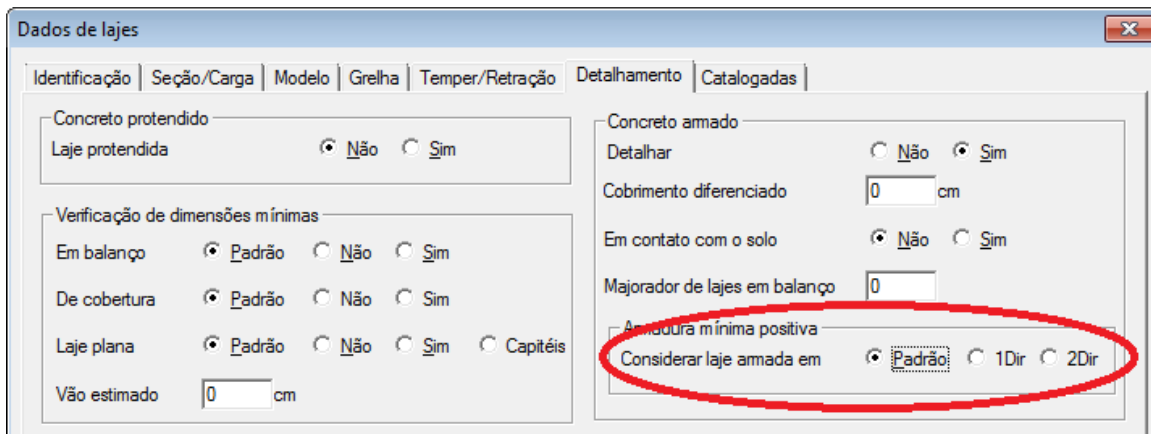 Dados de lajes
Identificação Seção/Carga Modelo Grelha Temper/Retração Detalhamento Catalogadas
Concreto protendido
Laje protendida Não Sim
Verificação de dimensões mínimas
Em balanço Padrão Não Sim
De cobertura Padrão Não Sim
Laje plana Padrão Não Sim Capitéis
Vão estimado 0 cm
Concreto armado
Detalhar Não Sim
Cobrimento diferenciado 0 cm
Em contato com o solo Não Sim
Majorador de lajes em balanço 0
Armadura mínima positiva
Considerar laje armada em Padrão 1Dir 2Dir